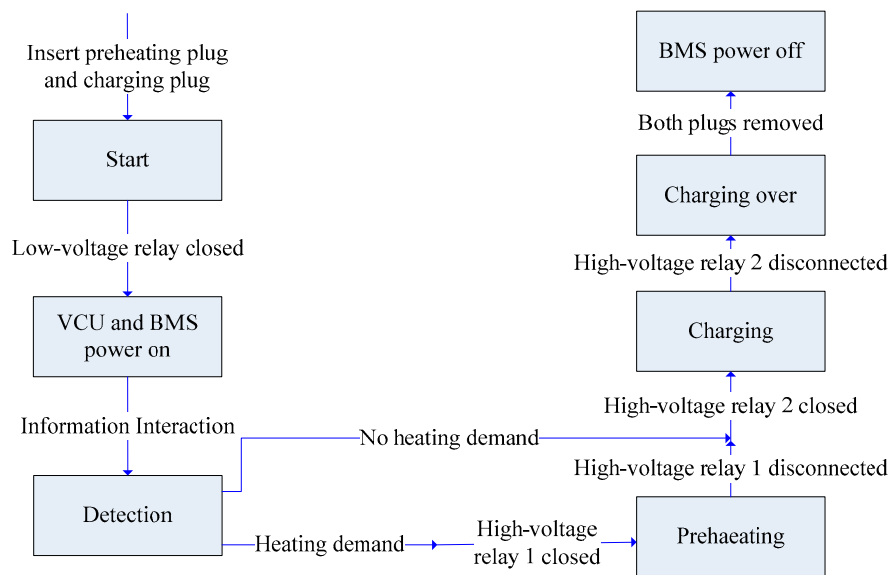 Insert preheating plug
and charging plug
Start
Low-voltage relay closed
VCU and BMS
power on
Information Interaction
Detection
No heating demand
Heating demand
High-voltage
relay 1 closed
Prehaeating
High-voltage relay 1 disconnected
High-voltage relay 2 closed
Charging
High-voltage relay 2 disconnected
Charging over
Both plugs removed
BMS power off